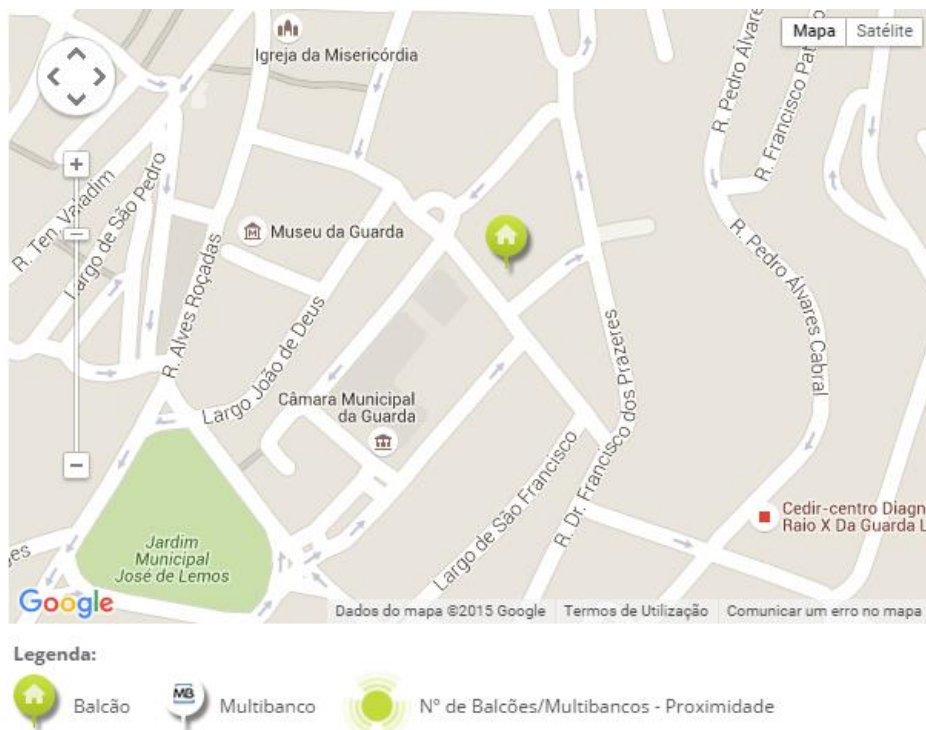 Igreja da Misericórdia
Mapa
Satélite
R. Pedro Álvare
R. Francisco Pat
R. Ten. Valadim
Largo de São Pedro
Museu da Guarda
R. Alves Roçadas
Largo João de Deus
R. Pedro Álvares Cabral
Câmara Municipal
da Guarda
R. Dr. Francisco dos Prazeres
Largo de São Francisco
Cedir-centro Diagn
Raio X Da Guarda L
Jardim
Municipal
José de Lemos
es
Google
Dados do mapa ©2015 Google
Termos de Utilização
Comunicar um erro no mapa
Legenda:
Balcão
MB
Multibanco
Nº de Balcões/Multibancos - Proximidade